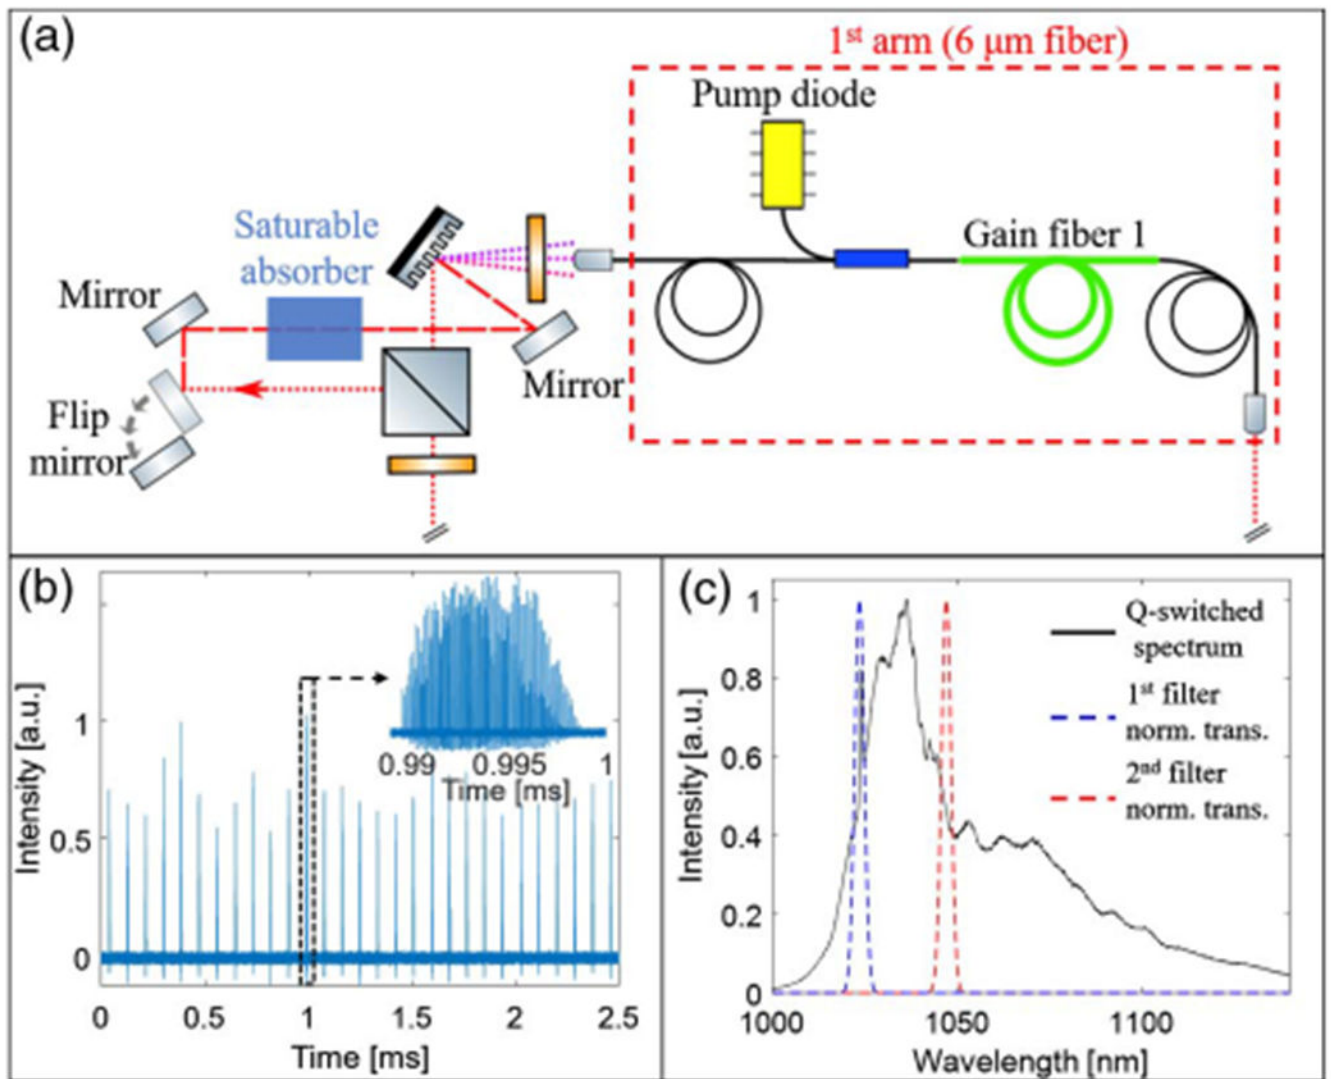 (a)
1st arm (6 μm fiber)
Pump diode
Saturable
absorber
Gain fiber 1
Mirror
Mirror
Flip
mirror
(b)
Intensity [a.u.]
1
0.5
0
0 0.5 1 1.5 2 2.5
Time [ms]
0.99 0.995 1
Time [ms]
(c)
Intensity [a.u.]
1
0.8
0.6
0.4
0.2
0
1000 1050 1100
Wavelength [nm]
Q-switched
spectrum
1st filter
norm. trans.
2nd filter
norm. trans.